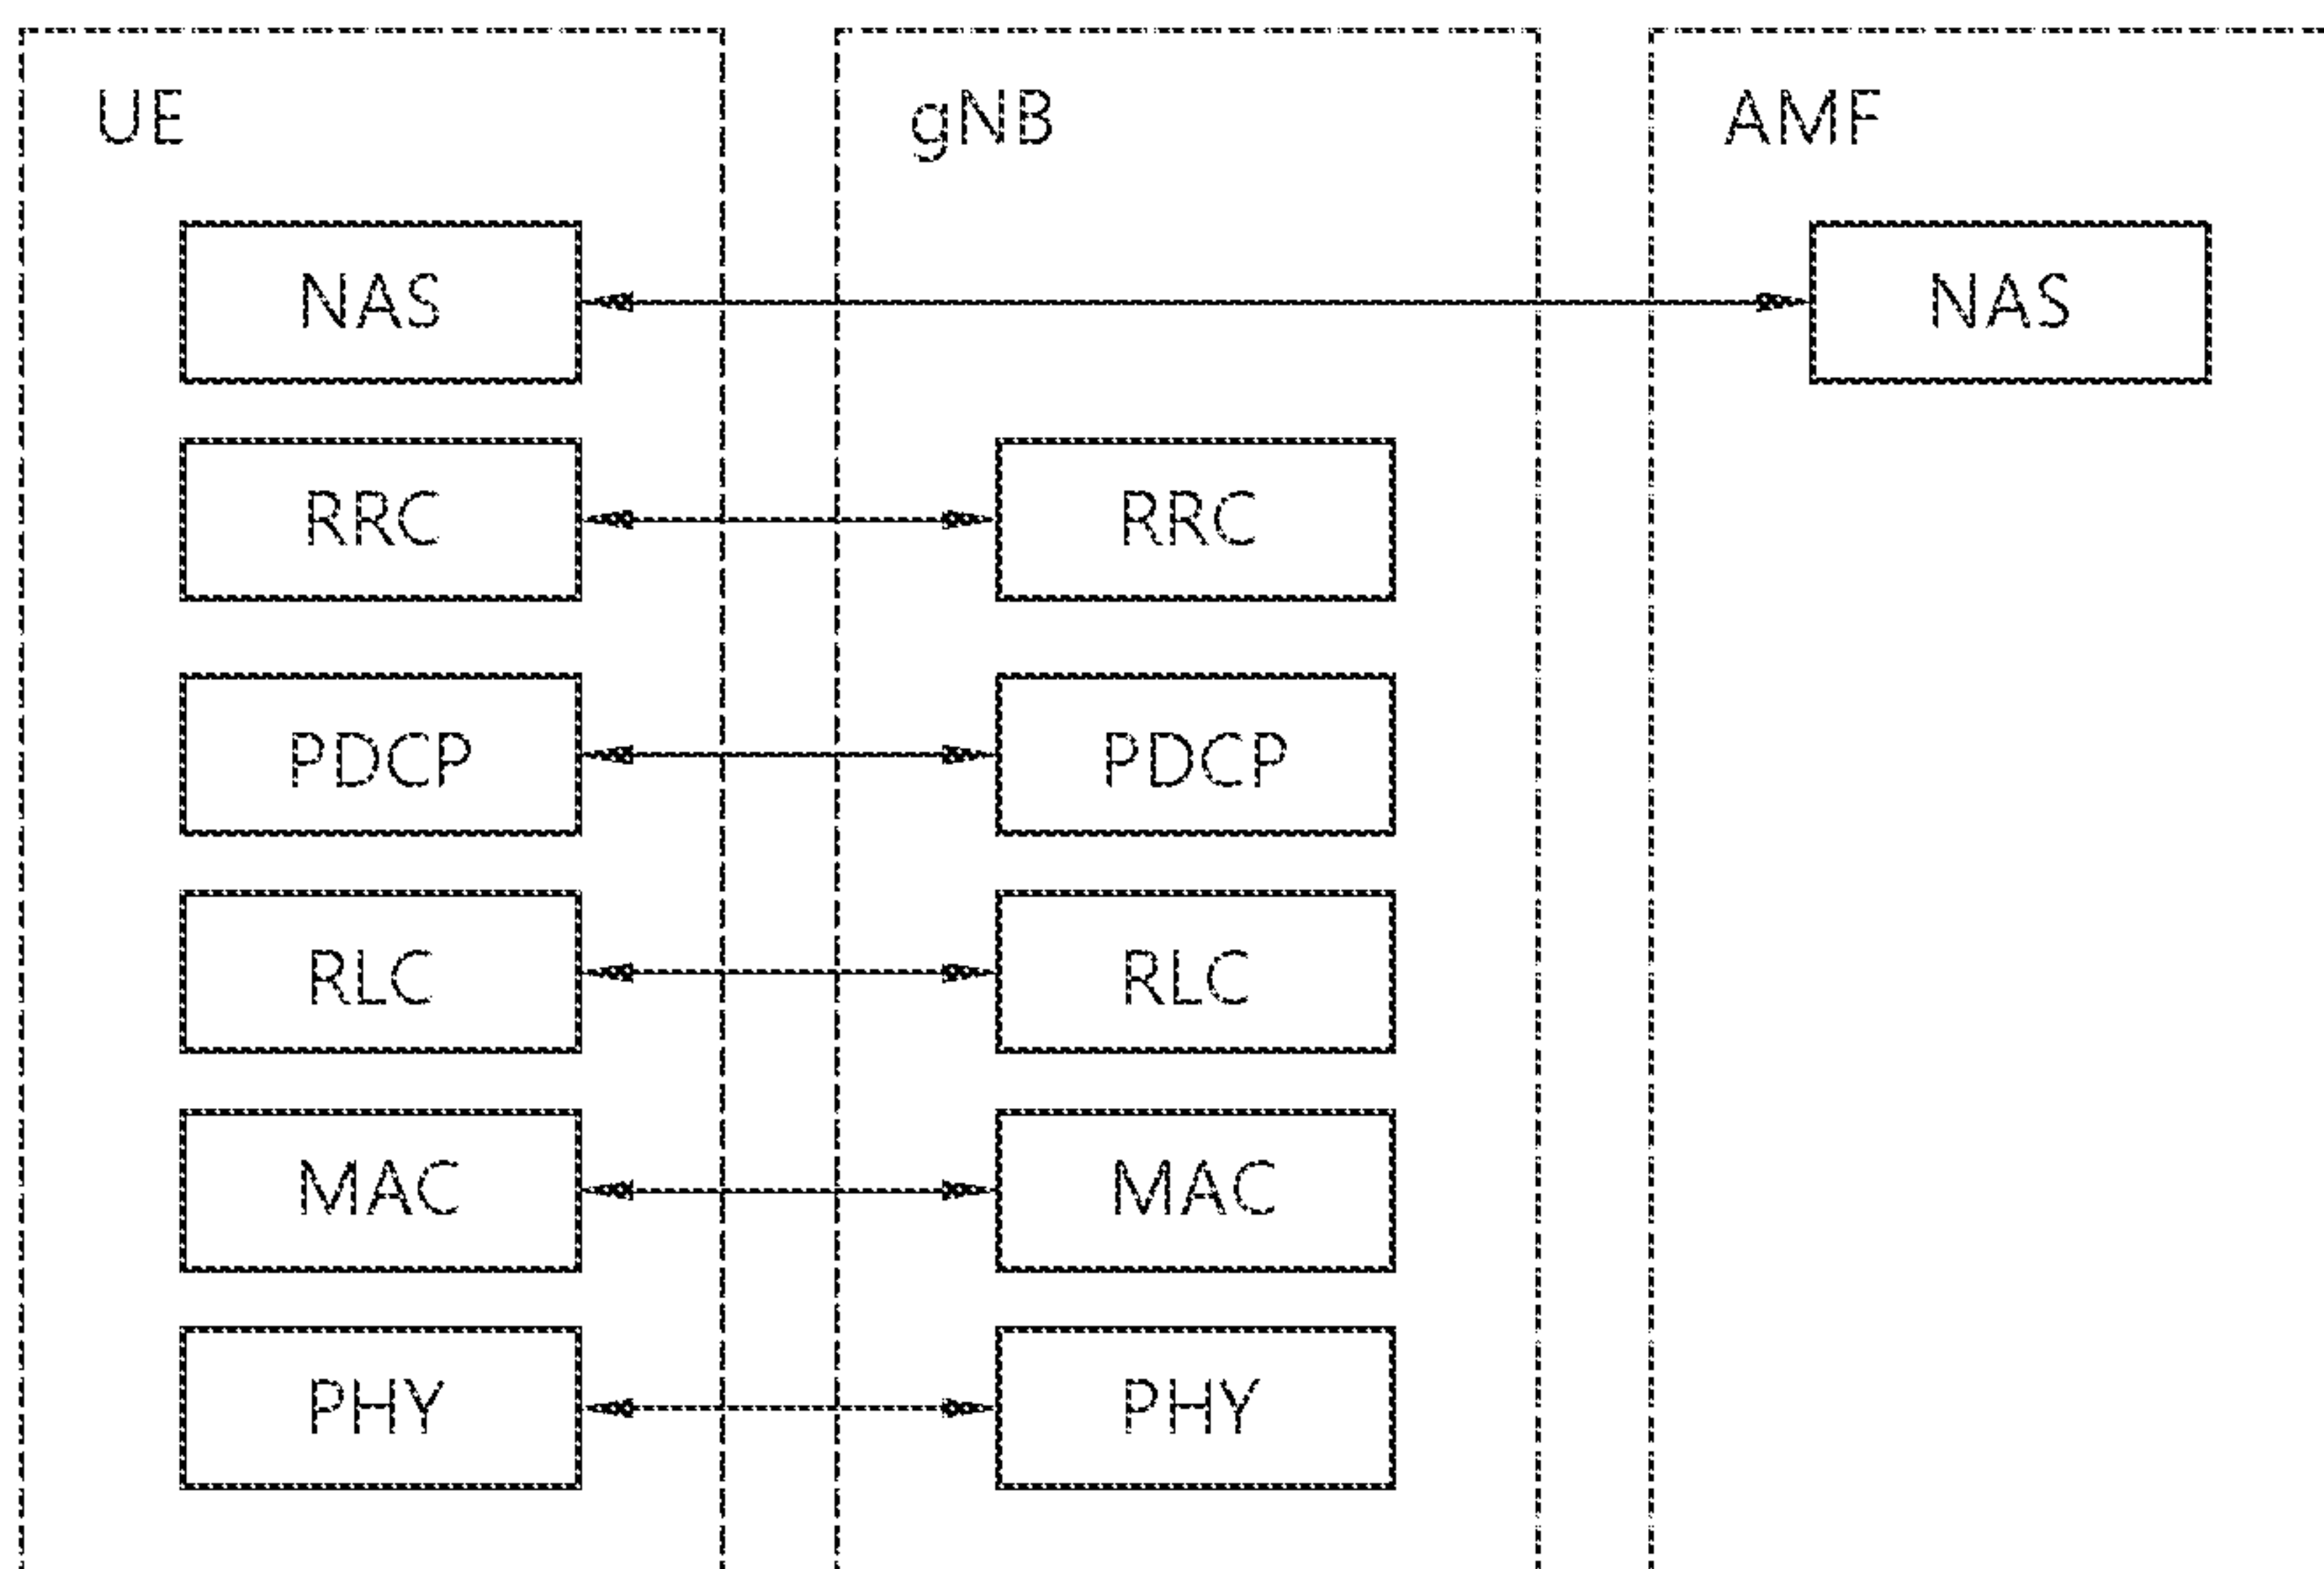 UE gNB AMF
NAS NAS
RRC RRC
PDCP PDCP
RLC RLC
MAC MAC
PHY PHY